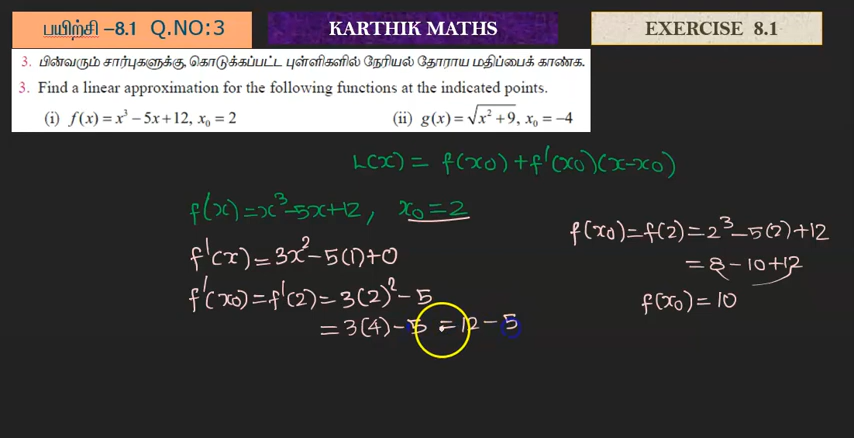 பயிற்சி –8.1 Q.NO:3
KARTHIK MATHS
EXERCISE 8.1
3. பின்வரும் சார்புகளுக்கு, கொடுக்கப்பட்ட புள்ளிகளில் நேரியல் தோராய மதிப்பைக் காண்க.
3. Find a linear approximation for the following functions at the indicated points.
(i) f(x) = x³ − 5x + 12, x₀ = 2 (ii) g(x) = √(x² + 9), x₀ = −4
L(x) = f(x₀) + f'(x₀)(x − x₀)
f(x) = x³ − 5x + 12, x₀ = 2
f'(x) = 3x² − 5(1) + 0
f'(x₀) = f'(2) = 3(2)² − 5
= 3(4) − 5 = 12 − 5
f(x₀) = f(2) = 2³ − 5(2) + 12
= 8 − 10 + 12
f(x₀) = 10